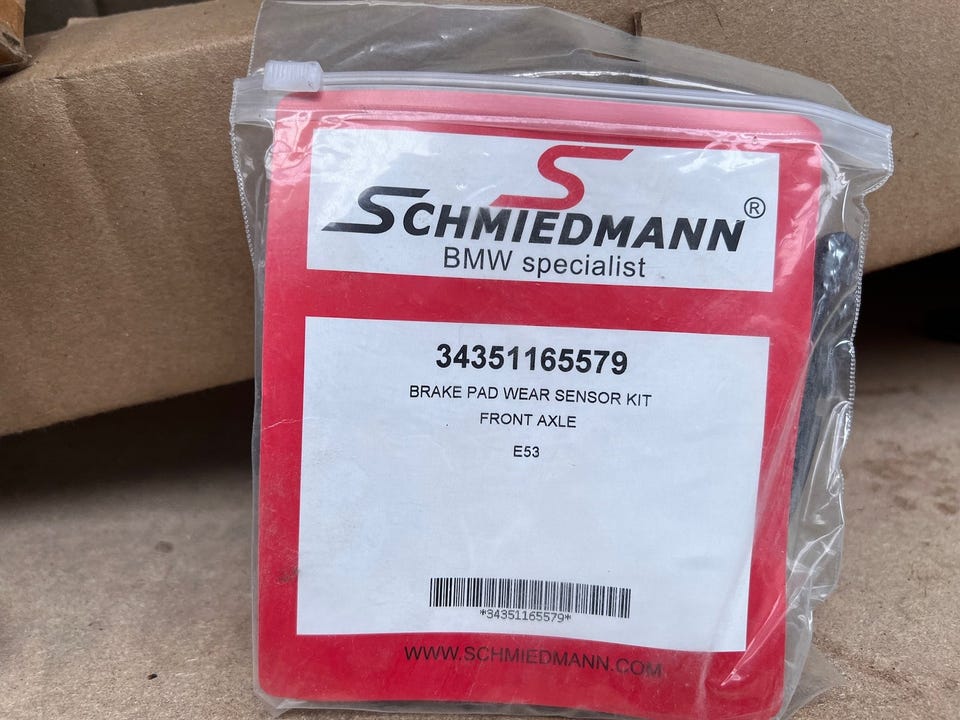 S
SCHMIEDMANN®
BMW specialist
34351165579
BRAKE PAD WEAR SENSOR KIT
FRONT AXLE
E53
*34351165579*
WWW.SCHMIEDMANN.COM